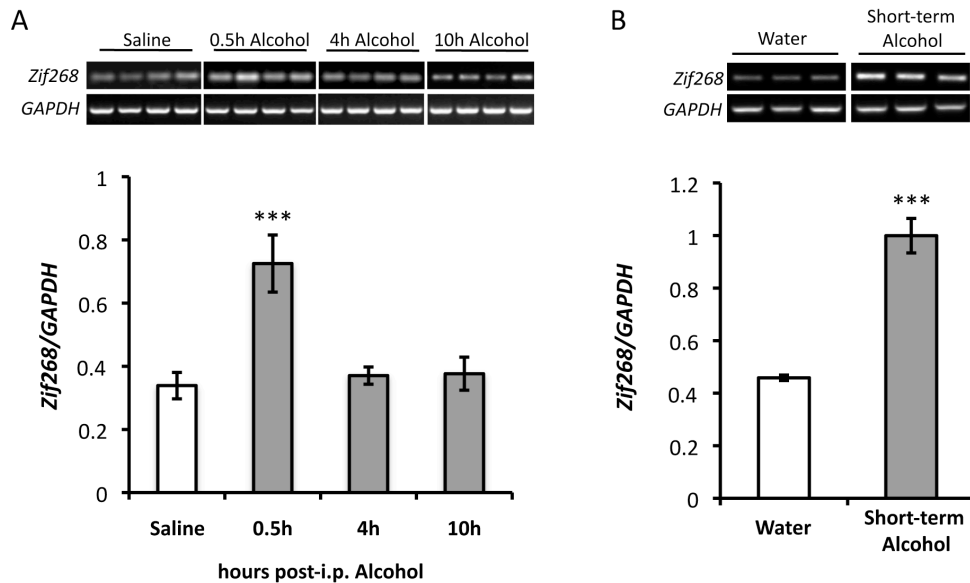 A
Saline 0.5h Alcohol 4h Alcohol 10h Alcohol
Zif268
GAPDH
1
0.8
0.6
0.4
0.2
0
Zif268/GAPDH
***
Saline 0.5h 4h 10h
hours post-i.p. Alcohol
B
Water
Short-term
Alcohol
Zif268
GAPDH
1.2
1
0.8
0.6
0.4
0.2
0
Zif268/GAPDH
***
Water
Short-term
Alcohol